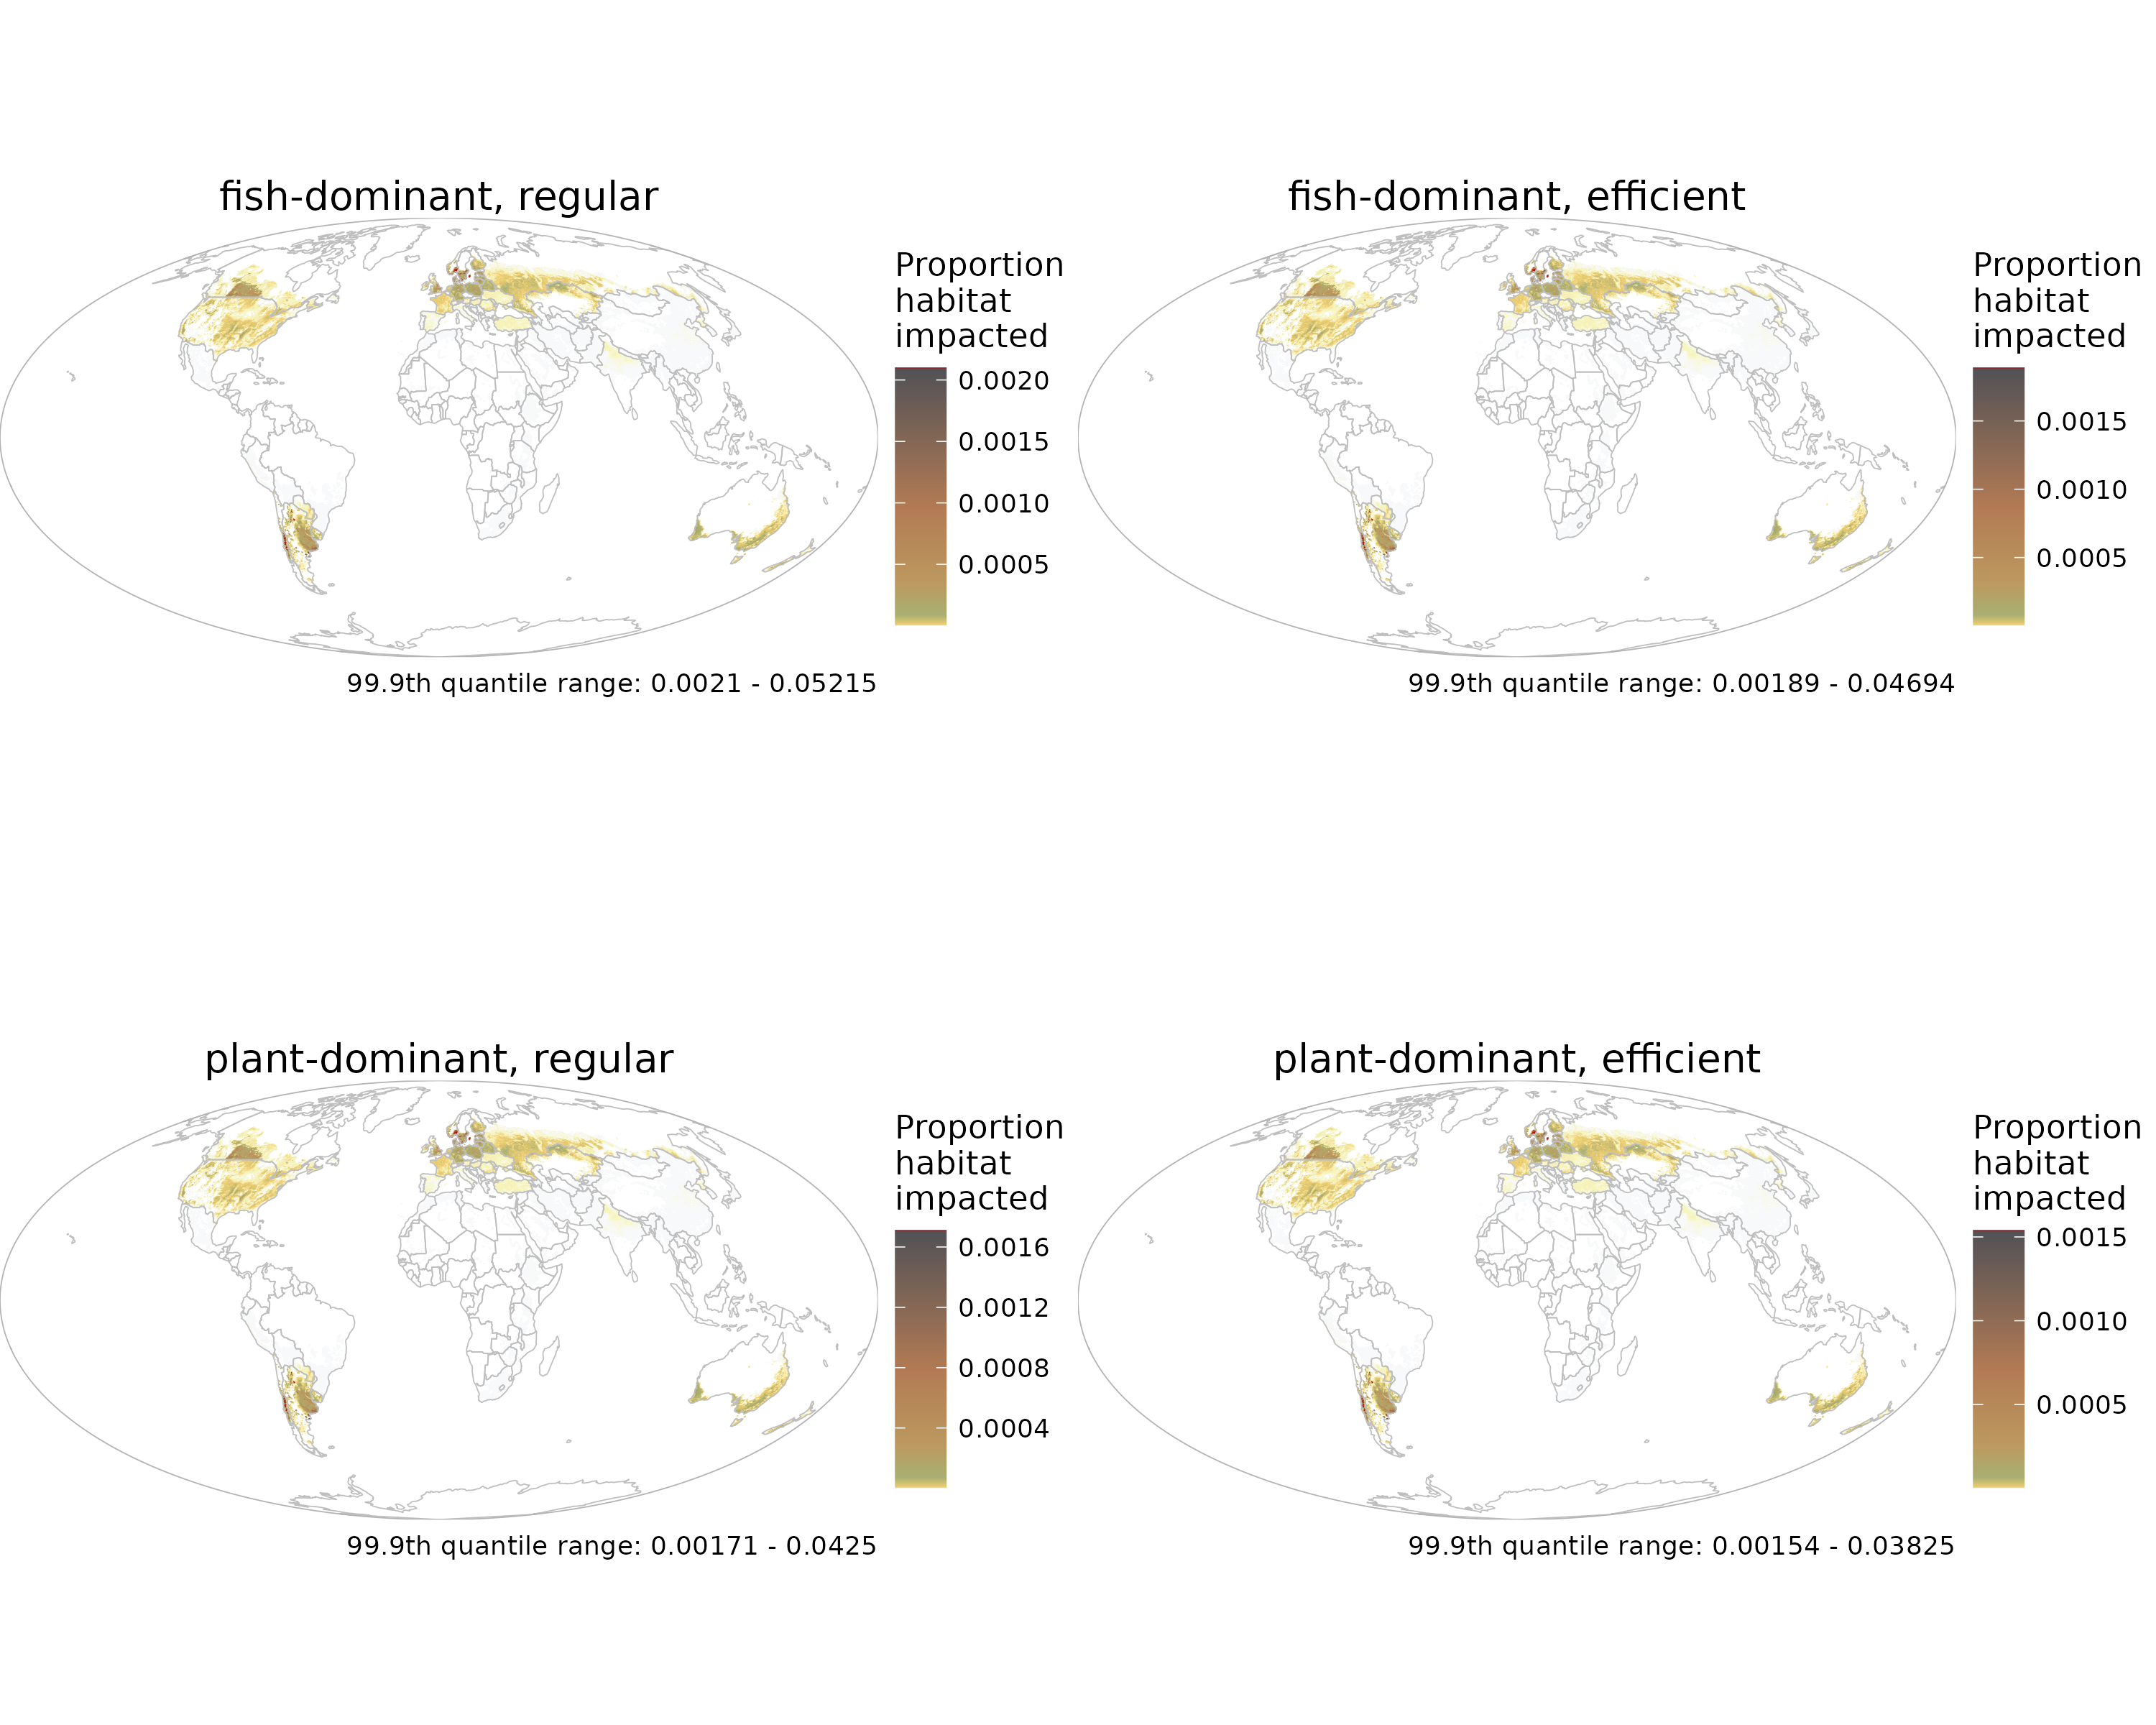 fish-dominant, regular
Proportion
habitat
impacted
0.0020
0.0015
0.0010
0.0005
99.9th quantile range: 0.0021 - 0.05215
fish-dominant, efficient
Proportion
habitat
impacted
0.0015
0.0010
0.0005
99.9th quantile range: 0.00189 - 0.04694
plant-dominant, regular
Proportion
habitat
impacted
0.0016
0.0012
0.0008
0.0004
99.9th quantile range: 0.00171 - 0.0425
plant-dominant, efficient
Proportion
habitat
impacted
0.0015
0.0010
0.0005
99.9th quantile range: 0.00154 - 0.03825